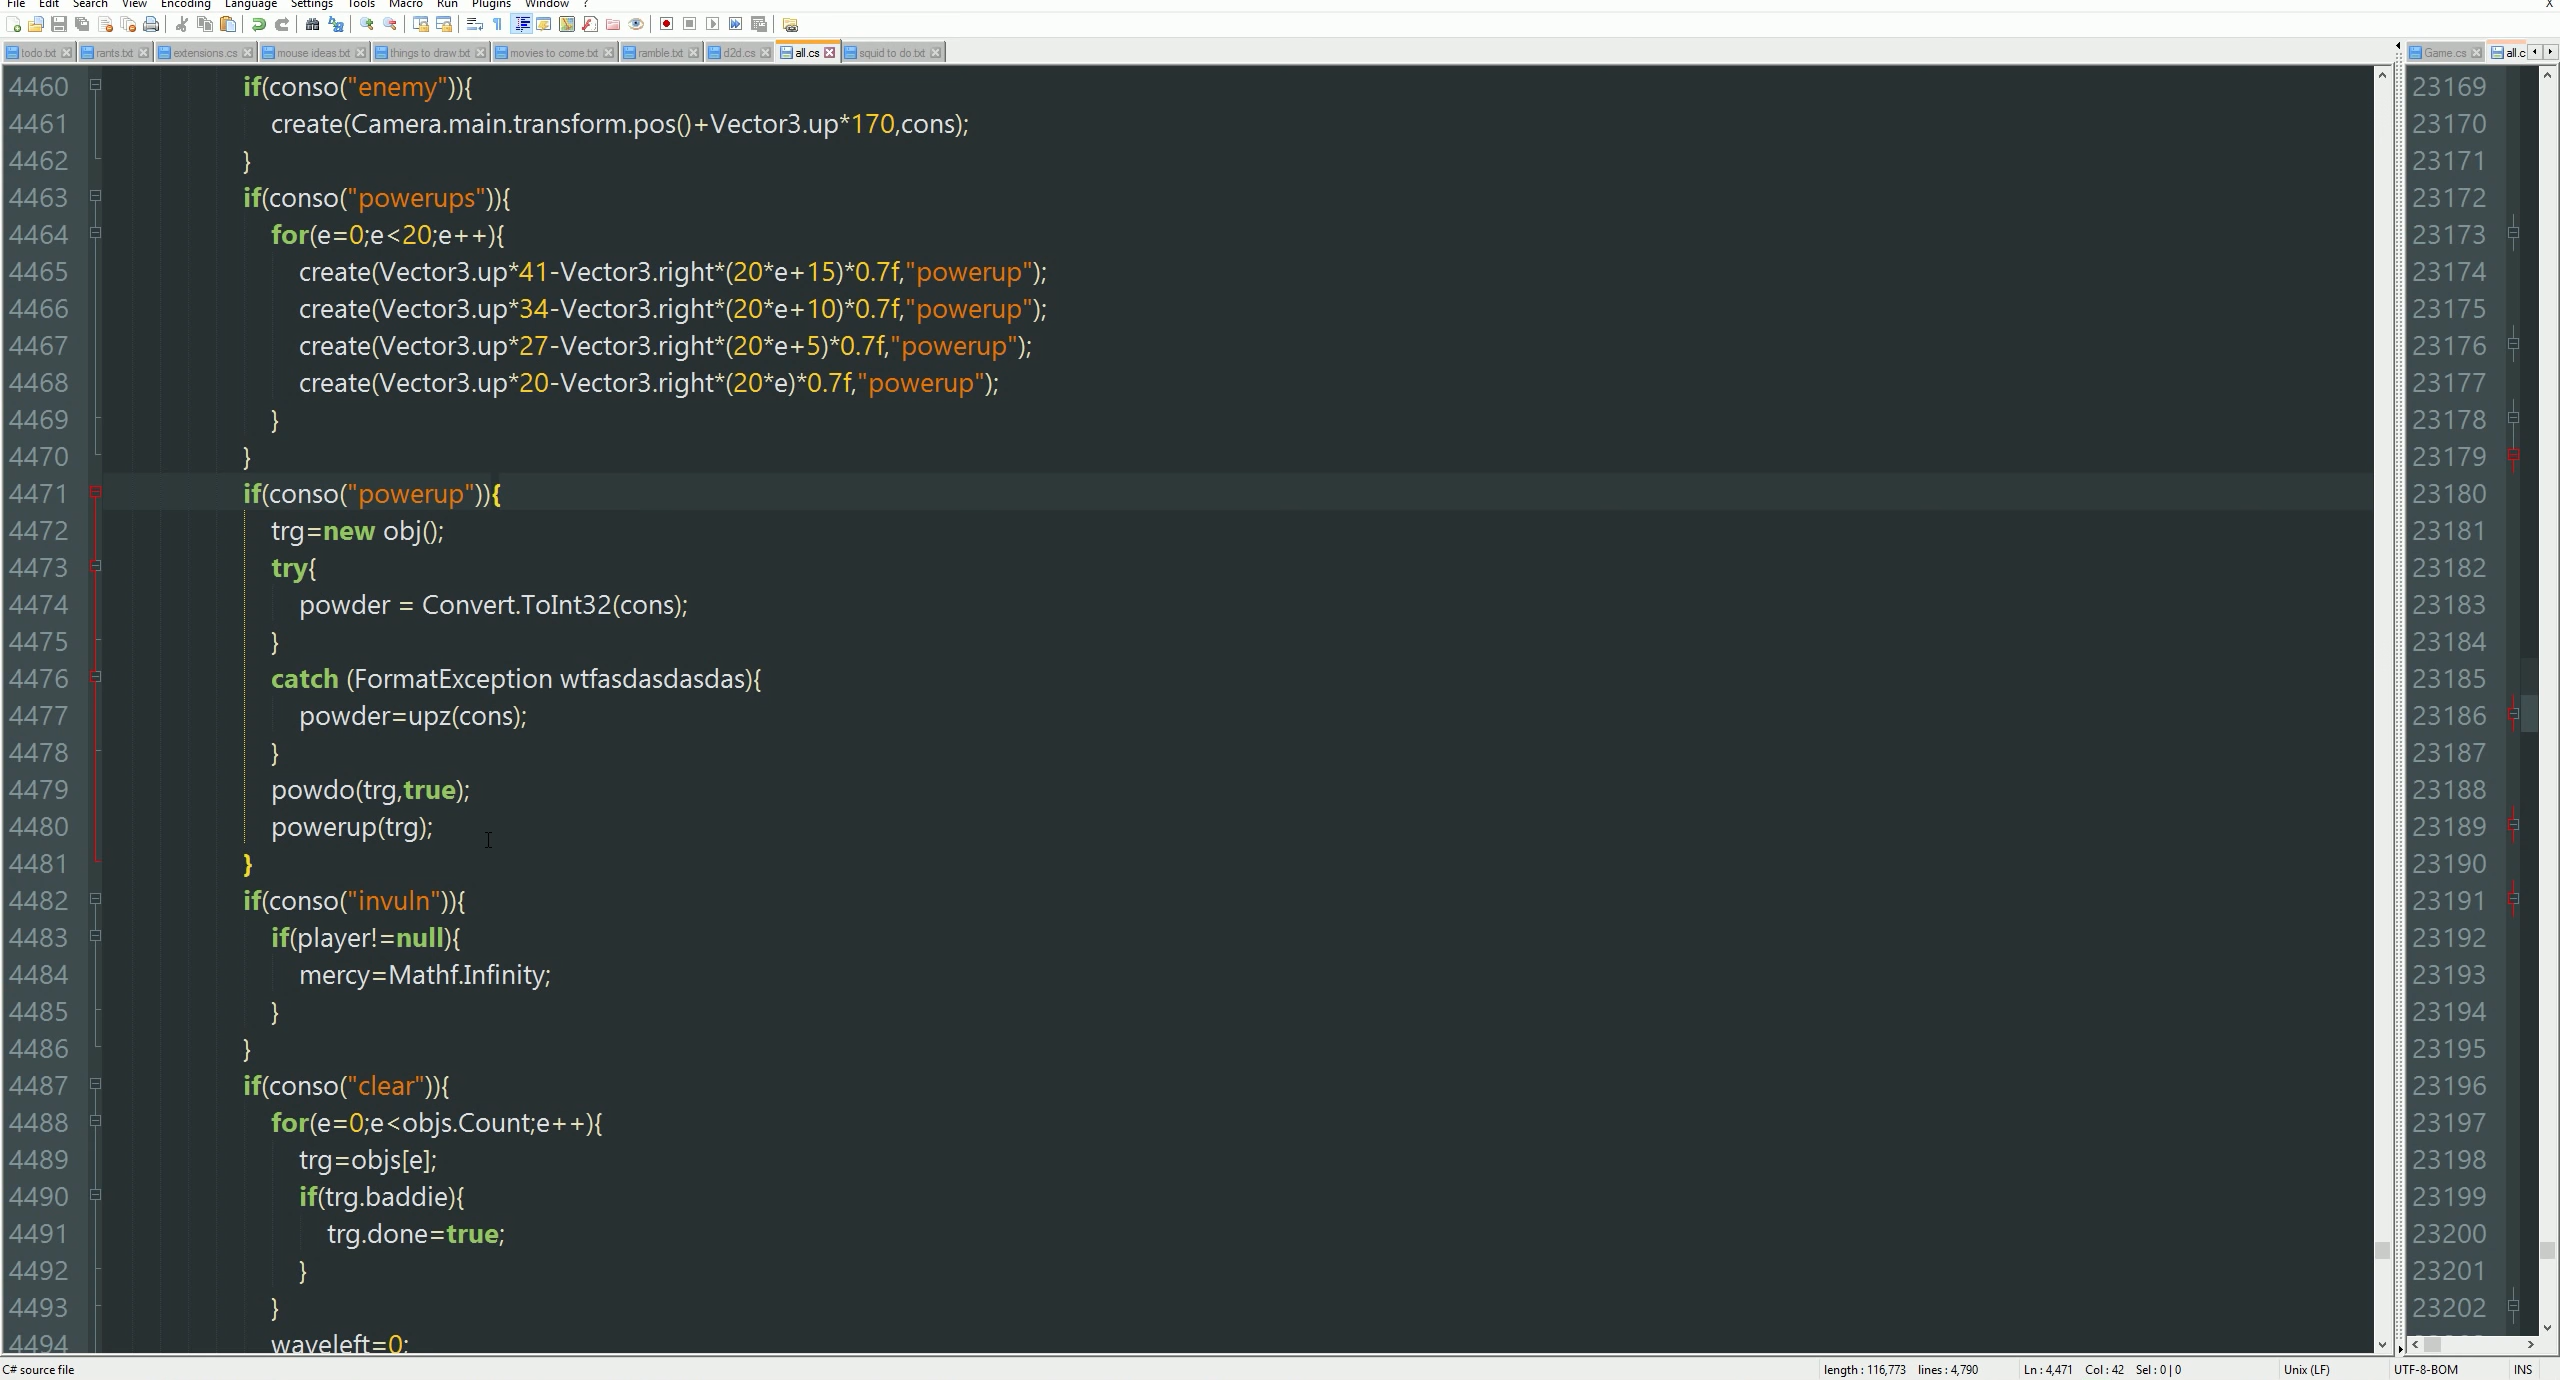 File Edit Search View Encoding Language Settings Tools Macro Run Plugins Window ? X
todo.txt rants.txt extensions.cs mouse ideas.txt things to draw.txt movies to come.txt ramble.txt d2d.cs all.cs squid to do.txt
4460 if(conso("enemy")){
4461 create(Camera.main.transform.pos()+Vector3.up*170,cons);
4462 }
4463 if(conso("powerups")){
4464 for(e=0;e<20;e++){
4465 create(Vector3.up*41-Vector3.right*(20*e+15)*0.7f,"powerup");
4466 create(Vector3.up*34-Vector3.right*(20*e+10)*0.7f,"powerup");
4467 create(Vector3.up*27-Vector3.right*(20*e+5)*0.7f,"powerup");
4468 create(Vector3.up*20-Vector3.right*(20*e)*0.7f,"powerup");
4469 }
4470 }
4471 if(conso("powerup")){
4472 trg=new obj();
4473 try{
4474 powder = Convert.ToInt32(cons);
4475 }
4476 catch (FormatException wtfasdasdasdas){
4477 powder=upz(cons);
4478 }
4479 powdo(trg,true);
4480 powerup(trg);
4481 }
4482 if(conso("invuln")){
4483 if(player!=null){
4484 mercy=Mathf.Infinity;
4485 }
4486 }
4487 if(conso("clear")){
4488 for(e=0;e<objs.Count;e++){
4489 trg=objs[e];
4490 if(trg.baddie){
4491 trg.done=true;
4492 }
4493 }
4494 waveleft=0;
Game.cs all.c
23169
23170
23171
23172
23173
23174
23175
23176
23177
23178
23179
23180
23181
23182
23183
23184
23185
23186
23187
23188
23189
23190
23191
23192
23193
23194
23195
23196
23197
23198
23199
23200
23201
23202
C# source file length : 116,773 lines : 4,790 Ln : 4,471 Col : 42 Sel : 0 | 0 Unix (LF) UTF-8-BOM INS